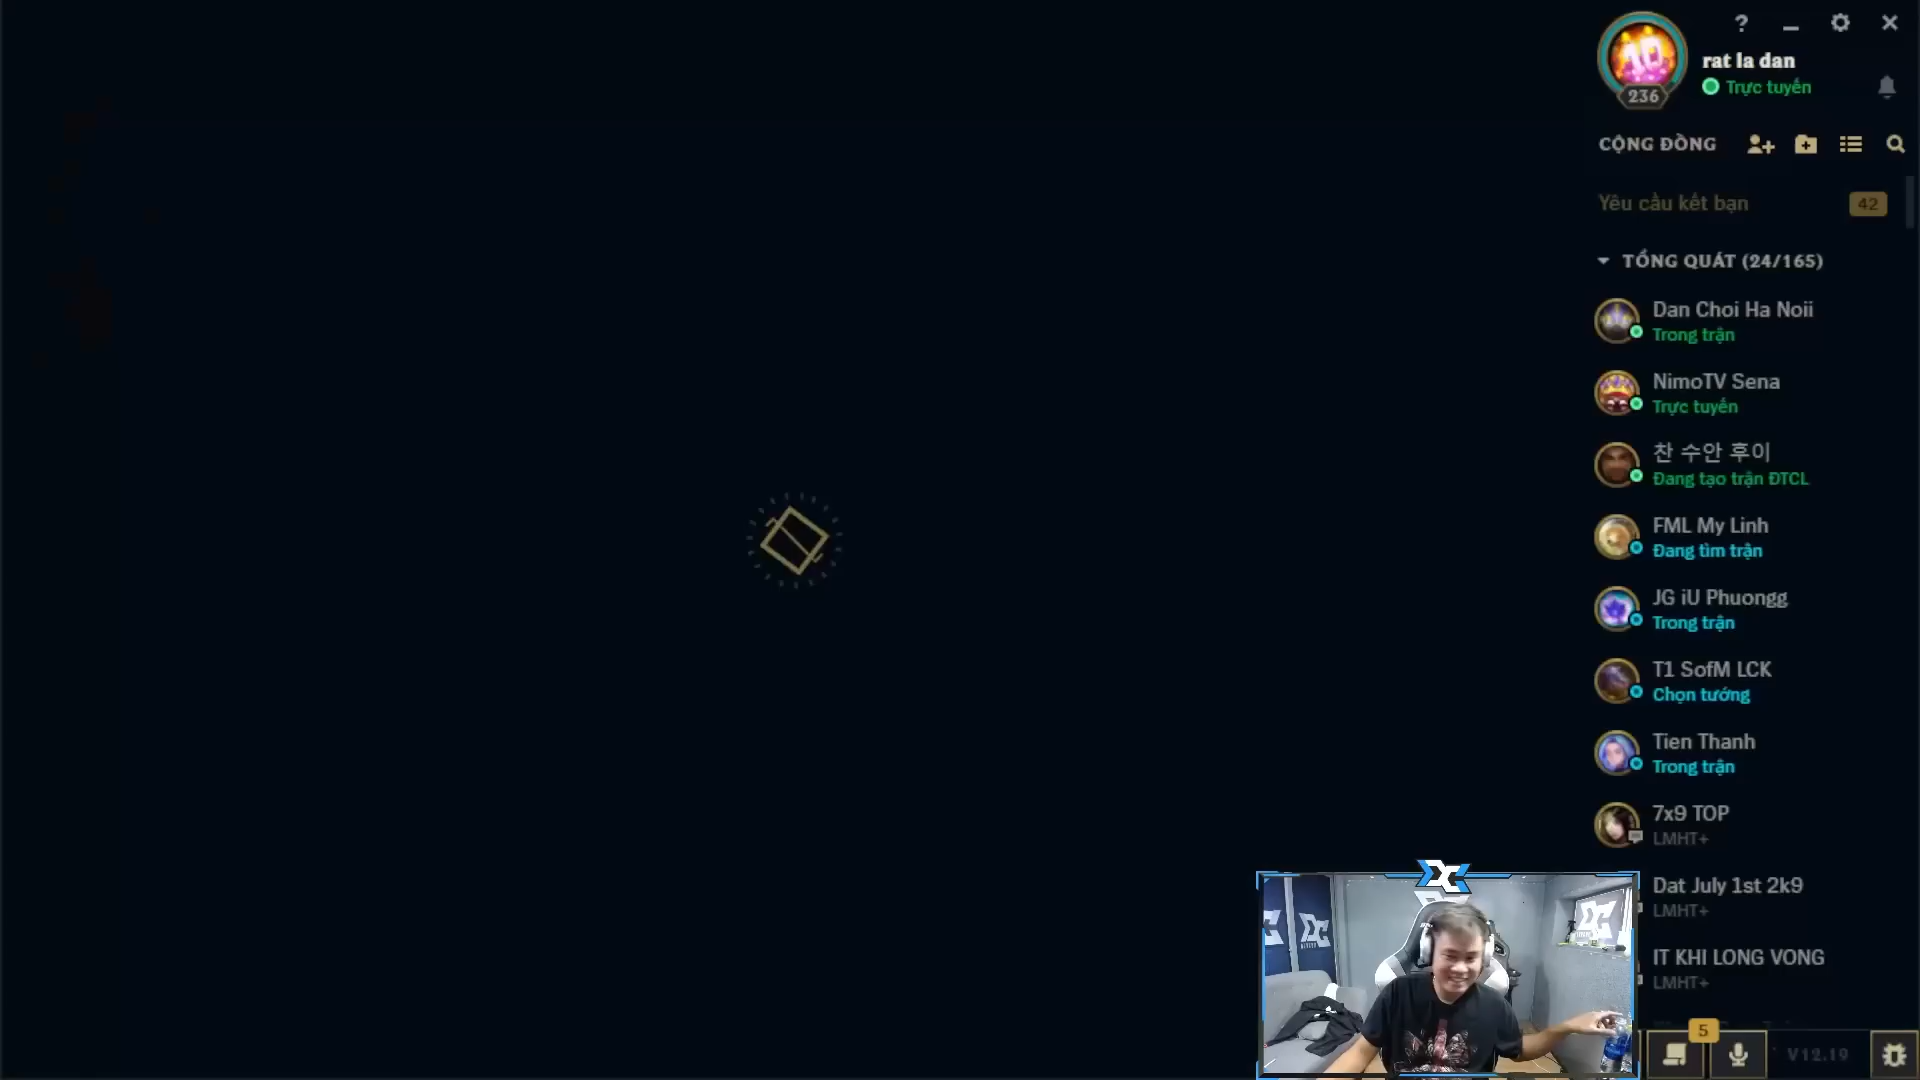 rat la dan
236
Trực tuyến
CỘNG ĐỒNG
Yêu cầu kết bạn
42
TỔNG QUÁT (24/165)
Dan Choi Ha Noii
Trong trận
NimoTV Sena
Trực tuyến
찬 수안 후이
Đang tạo trận ĐTCL
FML My Linh
Đang tìm trận
JG iU Phuongg
Trong trận
T1 SofM LCK
Chọn tướng
Tien Thanh
Trong trận
7x9 TOP
LMHT+
Dat July 1st 2k9
LMHT+
IT KHI LONG VONG
LMHT+
5
V12.19